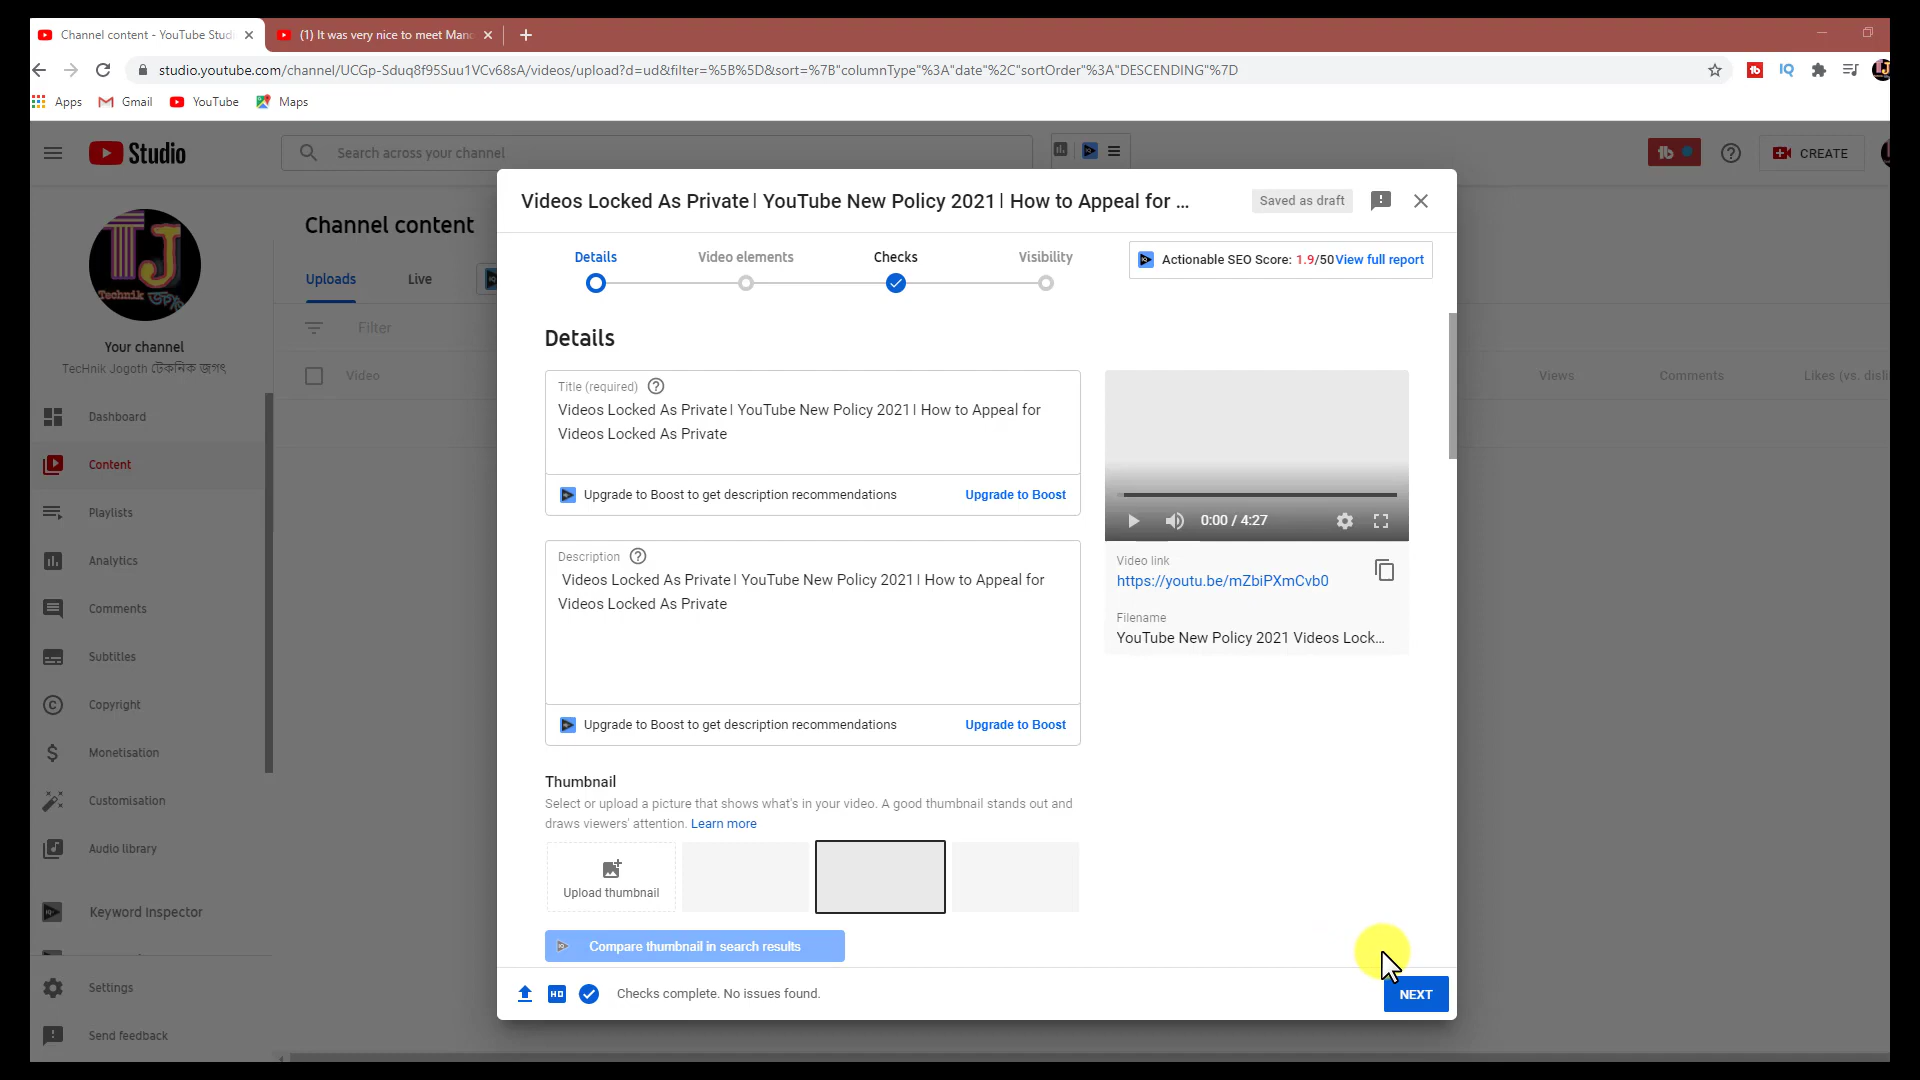 Channel content - YouTube Stud
(1) It was very nice to meet Mano
studio.youtube.com/channel/UCGp-Sduq8f95Suu1VCv68sA/videos/upload?d=ud&filter=%5B%5D&sort=%7B"columnType"%3A"date"%2C"sortOrder"%3A"DESCENDING"%7D
Apps Gmail YouTube Maps
Studio
Search across your channel
CREATE
TJ
Technik জগৎ
Your channel
TecHnik Jogoth টেকনিক জগৎ
Dashboard
Content
Playlists
Analytics
Comments
Subtitles
Copyright
Monetisation
Customisation
Audio library
Keyword Inspector
Settings
Send feedback
Channel content
Uploads Live
Filter
Video
Views Comments Likes (vs. disli
Videos Locked As Private| YouTube New Policy 2021| How to Appeal for ...
Saved as draft
Details Video elements Checks Visibility
Actionable SEO Score: 1.9/50View full report
Details
Title (required)
Videos Locked As Private| YouTube New Policy 2021| How to Appeal for
Videos Locked As Private
Upgrade to Boost to get description recommendations Upgrade to Boost
Description
Videos Locked As Private| YouTube New Policy 2021| How to Appeal for
Videos Locked As Private
Upgrade to Boost to get description recommendations Upgrade to Boost
0:00 / 4:27
Video link
https://youtu.be/mZbiPXmCvb0
Filename
YouTube New Policy 2021 Videos Lock...
Thumbnail
Select or upload a picture that shows what's in your video. A good thumbnail stands out and
draws viewers' attention. Learn more
Upload thumbnail
Compare thumbnail in search results
HD
Checks complete. No issues found.
NEXT